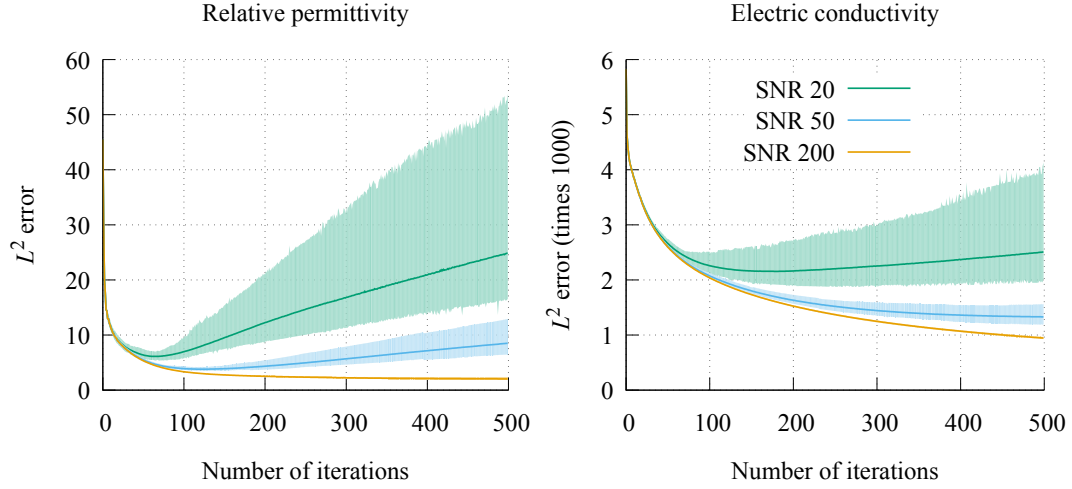 Relative permittivity
60
50
40
30
20
10
0
0 100 200 300 400 500
L² error
Number of iterations
Electric conductivity
6
5
4
3
2
1
0
0 100 200 300 400 500
L² error (times 1000)
Number of iterations
SNR 20
SNR 50
SNR 200